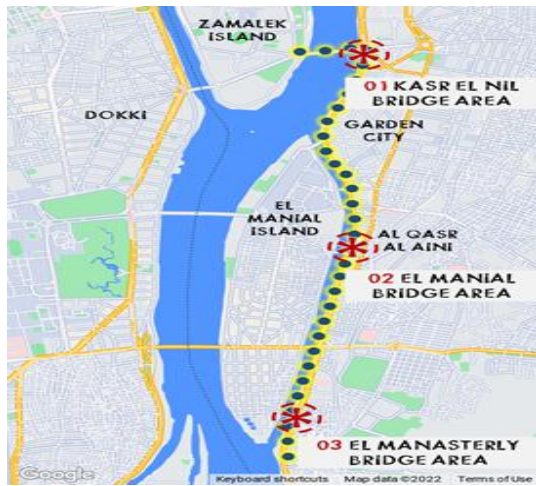 ZAMALEK
ISLAND
01 KASR EL NIL
BRIDGE AREA
DOKKI
GARDEN
CITY
EL
MANIAL
ISLAND
AL QASR
AL AINI
02 EL MANIAL
BRIDGE AREA
03 EL MANASTERLY
BRIDGE AREA
Google
Keyboard shortcuts
Map data ©2022
Terms of Use